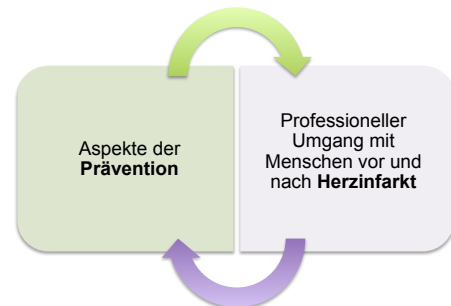 Aspekte der
Prävention
Professioneller
Umgang mit
Menschen vor und
nach Herzinfarkt